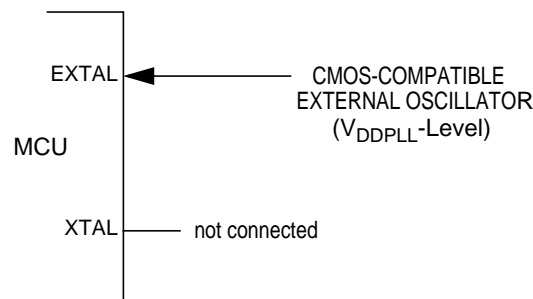 EXTAL
CMOS-COMPATIBLE
EXTERNAL OSCILLATOR
(VDDPLL-Level)
MCU
XTAL
not connected